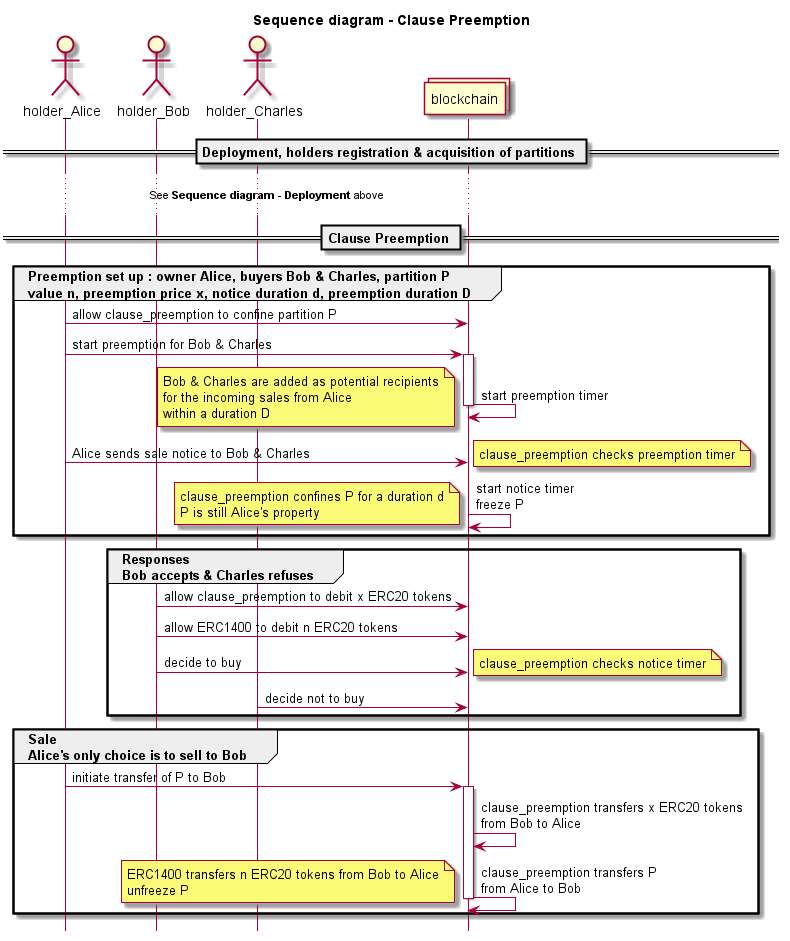 Sequence diagram - Clause Preemption
holder_Alice
holder_Bob
holder_Charles
blockchain
Deployment, holders registration & acquisition of partitions
See Sequence diagram - Deployment above
Clause Preemption
Preemption set up : owner Alice, buyers Bob & Charles, partition P
value n, preemption price x, notice duration d, preemption duration D
allow clause_preemption to confine partition P
start preemption for Bob & Charles
Bob & Charles are added as potential recipients
for the incoming sales from Alice
within a duration D
start preemption timer
Alice sends sale notice to Bob & Charles
clause_preemption checks preemption timer
clause_preemption confines P for a duration d
P is still Alice's property
start notice timer
freeze P
Responses
Bob accepts & Charles refuses
allow clause_preemption to debit x ERC20 tokens
allow ERC1400 to debit n ERC20 tokens
decide to buy
clause_preemption checks notice timer
decide not to buy
Sale
Alice's only choice is to sell to Bob
initiate transfer of P to Bob
clause_preemption transfers x ERC20 tokens
from Bob to Alice
ERC1400 transfers n ERC20 tokens from Bob to Alice
unfreeze P
clause_preemption transfers P
from Alice to Bob